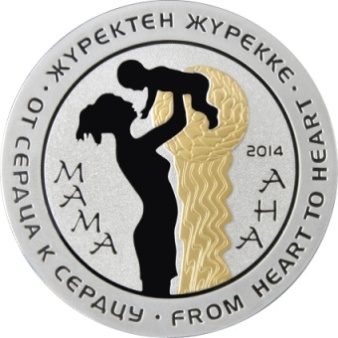 ЖҮРЕКТЕН ЖҮРЕККЕ •
ОТ СЕРДЦА К СЕРДЦУ •
FROM HEART TO HEART •
МАМА
2014
АНА